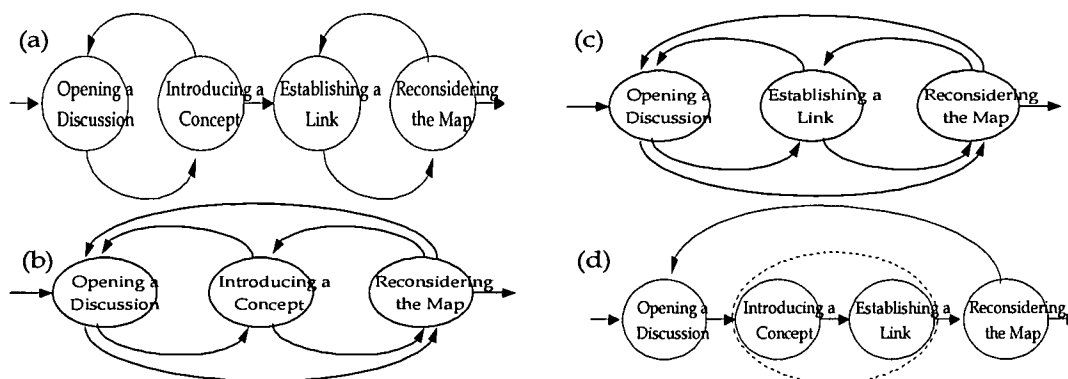 (a)
Opening a
Discussion
Introducing a
Concept
Establishing a
Link
Reconsidering
the Map
(b)
Opening a
Discussion
Introducing a
Concept
Reconsidering
the Map
(c)
Opening a
Discussion
Establishing a
Link
Reconsidering
the Map
(d)
Opening a
Discussion
Introducing a
Concept
Establishing a
Link
Reconsidering
the Map